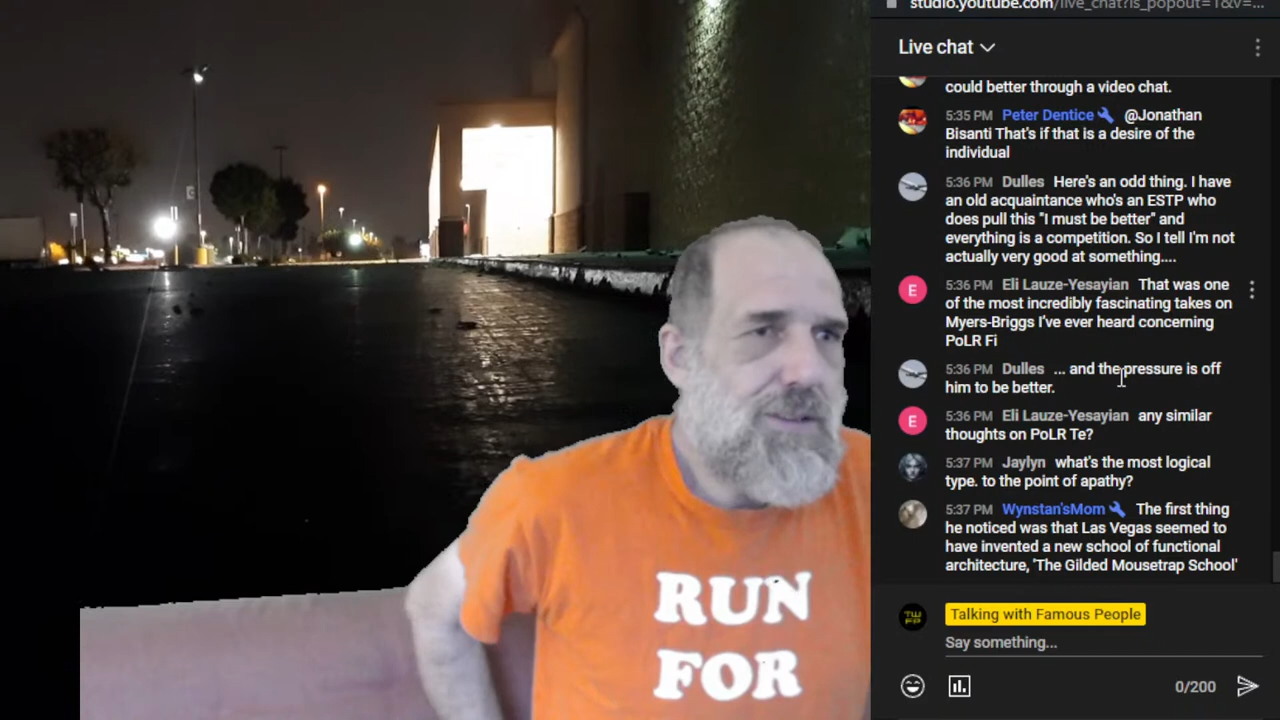 studio.youtube.com/live_chat?is_popout=1&v=...
Live chat
could better through a video chat.
5:35 PM Peter Dentice @Jonathan
Bisanti That's if that is a desire of the
individual
5:36 PM Dulles Here's an odd thing. I have
an old acquaintance who's an ESTP who
does pull this "I must be better" and
everything is a competition. So I tell I'm not
actually very good at something....
E
5:36 PM Eli Lauze-Yesayian That was one
of the most incredibly fascinating takes on
Myers-Briggs I've ever heard concerning
PoLR Fi
5:36 PM Dulles ... and the pressure is off
him to be better.
E
5:36 PM Eli Lauze-Yesayian any similar
thoughts on PoLR Te?
5:37 PM Jaylyn what's the most logical
type. to the point of apathy?
5:37 PM Wynstan'sMom The first thing
he noticed was that Las Vegas seemed to
have invented a new school of functional
architecture, 'The Gilded Mousetrap School'
TW
FP
Talking with Famous People
Say something...
0/200
RUN
FOR